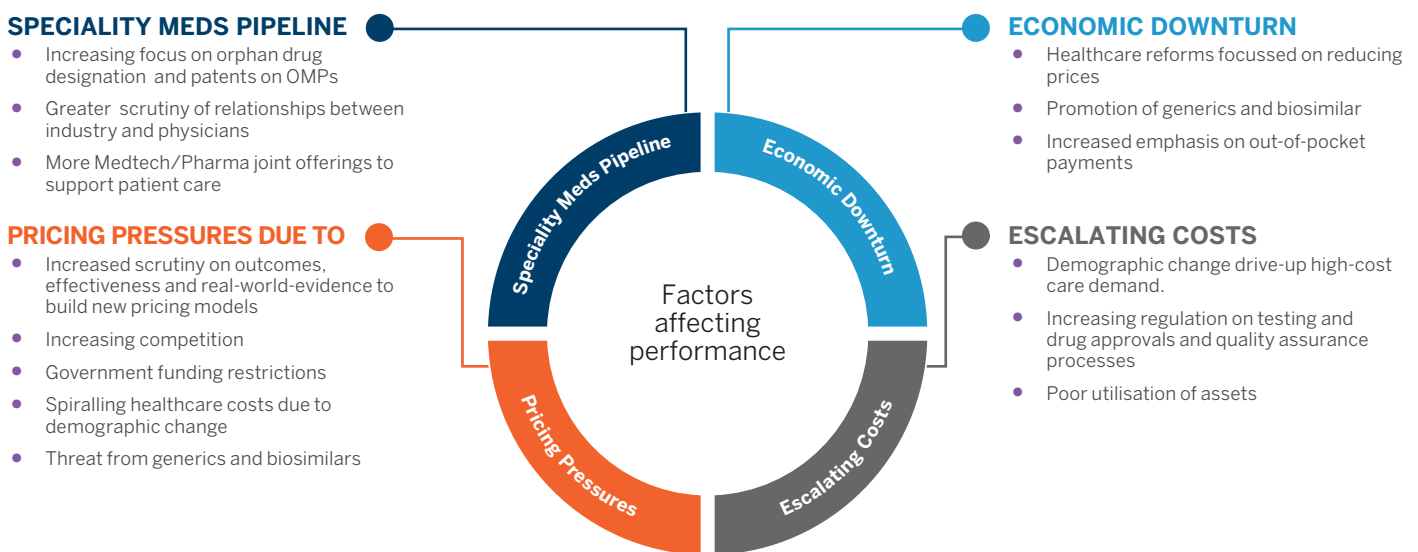 SPECIALITY MEDS PIPELINE
• Increasing focus on orphan drug
designation and patents on OMPs
• Greater scrutiny of relationships between
industry and physicians
• More Medtech/Pharma joint offerings to
support patient care
PRICING PRESSURES DUE TO
• Increased scrutiny on outcomes,
effectiveness and real-world-evidence to
build new pricing models
• Increasing competition
• Government funding restrictions
• Spiralling healthcare costs due to
demographic change
• Threat from generics and biosimilars
Speciality Meds Pipeline
Economic Downturn
Factors
affecting
performance
Pricing Pressures
Escalating Costs
ECONOMIC DOWNTURN
• Healthcare reforms focussed on reducing
prices
• Promotion of generics and biosimilar
• Increased emphasis on out-of-pocket
payments
ESCALATING COSTS
• Demographic change drive-up high-cost
care demand.
• Increasing regulation on testing and
drug approvals and quality assurance
processes
• Poor utilisation of assets